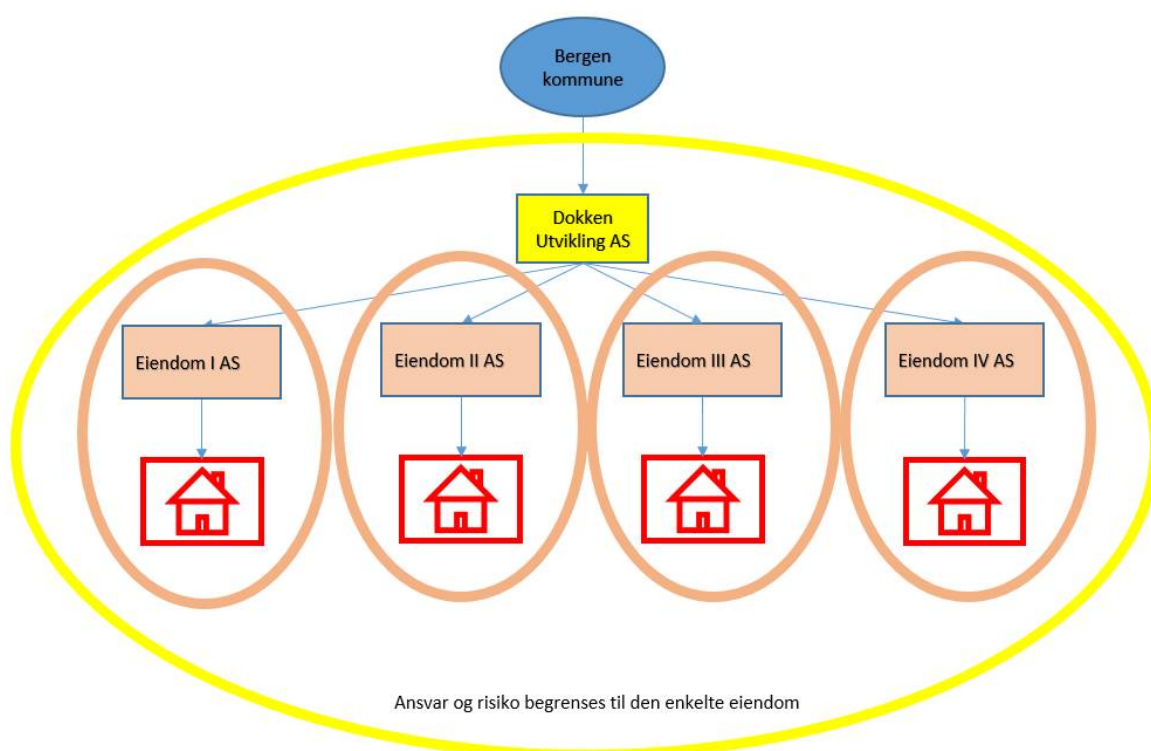 Bergen
kommune
Dokken
Utvikling AS
Eiendom I AS
Eiendom II AS
Eiendom III AS
Eiendom IV AS
Ansvar og risiko begrenses til den enkelte eiendom